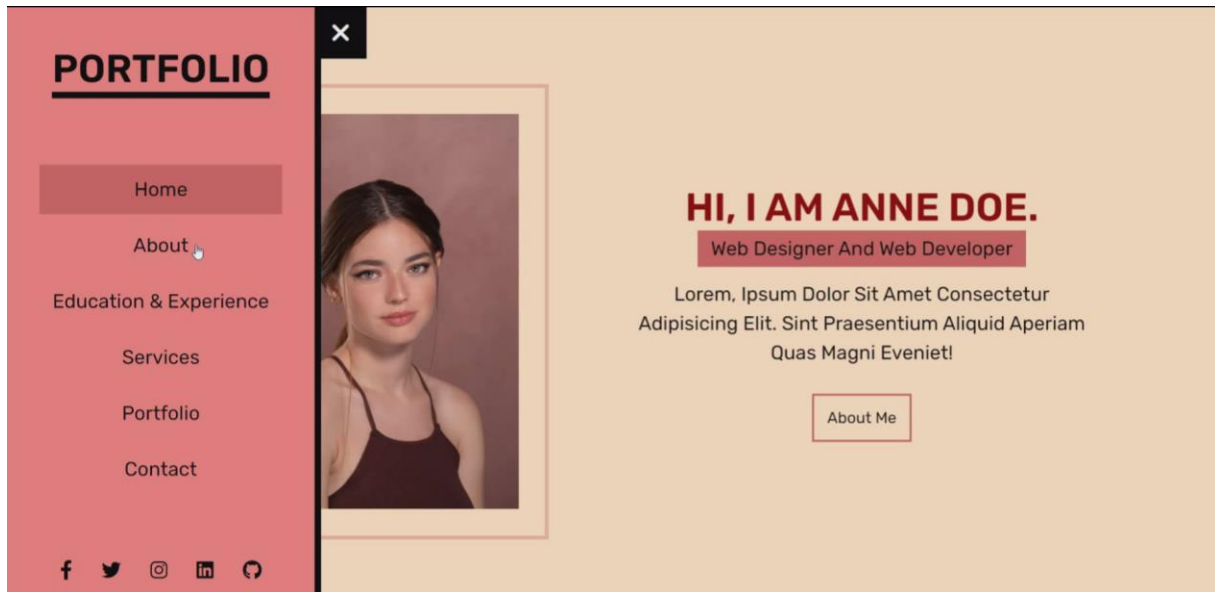 PORTFOLIO
Home
About
Education & Experience
Services
Portfolio
Contact
HI, I AM ANNE DOE.
Web Designer And Web Developer
Lorem, Ipsum Dolor Sit Amet Consectetur
Adipisicing Elit. Sint Praesentium Aliquid Aperiam
Quas Magni Eveniet!
About Me